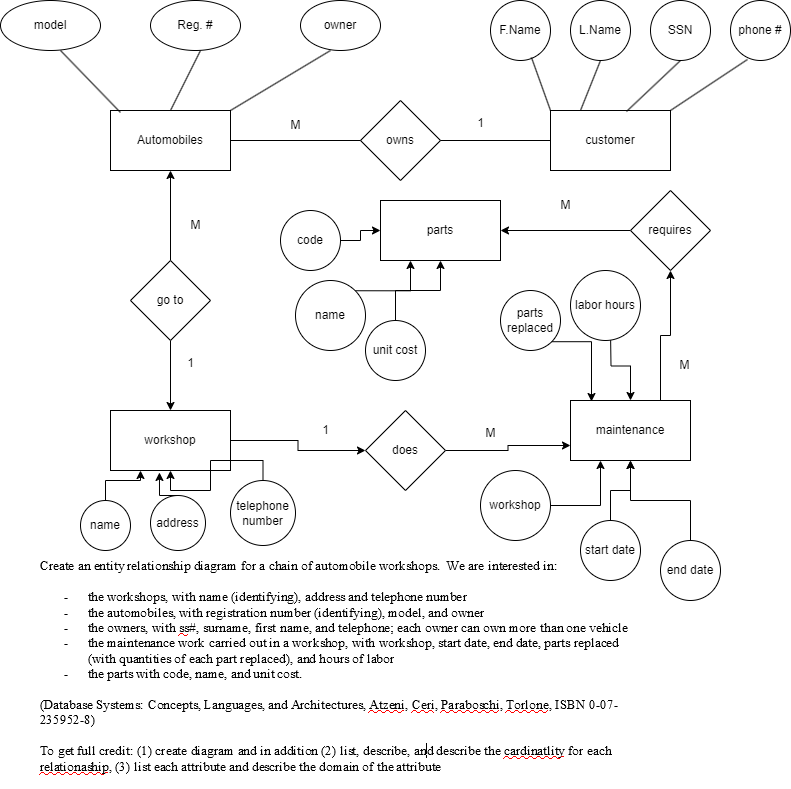 model
Reg. #
owner
F.Name
L.Name
SSN
phone #
Automobiles
M
owns
1
customer
M
code
parts
M
requires
go to
name
unit cost
parts
replaced
labor hours
1
M
workshop
1
does
M
maintenance
name
address
telephone
number
workshop
start date
end date
Create an entity relationship diagram for a chain of automobile workshops. We are interested in:
- the workshops, with name (identifying), address and telephone number
- the automobiles, with registration number (identifying), model, and owner
- the owners, with ss#, surname, first name, and telephone; each owner can own more than one vehicle
- the maintenance work carried out in a workshop, with workshop, start date, end date, parts replaced
(with quantities of each part replaced), and hours of labor
- the parts with code, name, and unit cost.
(Database Systems: Concepts, Languages, and Architectures, Atzeni, Ceri, Paraboschi, Torlone, ISBN 0-07-
235952-8)
To get full credit: (1) create diagram and in addition (2) list, describe, and describe the cardinatlity for each
relationaship, (3) list each attribute and describe the domain of the attribute